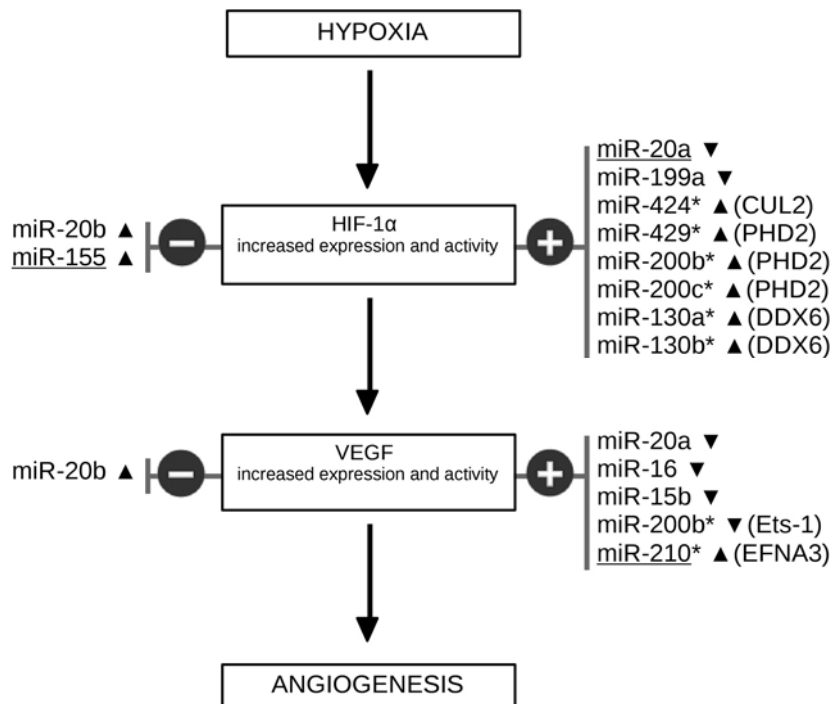 HYPOXIA
miR-20b ▲
miR-155 ▲
HIF-1α
increased expression and activity
miR-20a ▼
miR-199a ▼
miR-424* ▲(CUL2)
miR-429* ▲(PHD2)
miR-200b* ▲(PHD2)
miR-200c* ▲(PHD2)
miR-130a* ▲(DDX6)
miR-130b* ▲(DDX6)
miR-20b ▲
VEGF
increased expression and activity
miR-20a ▼
miR-16 ▼
miR-15b ▼
miR-200b* ▼(Ets-1)
miR-210* ▲(EFNA3)
ANGIOGENESIS